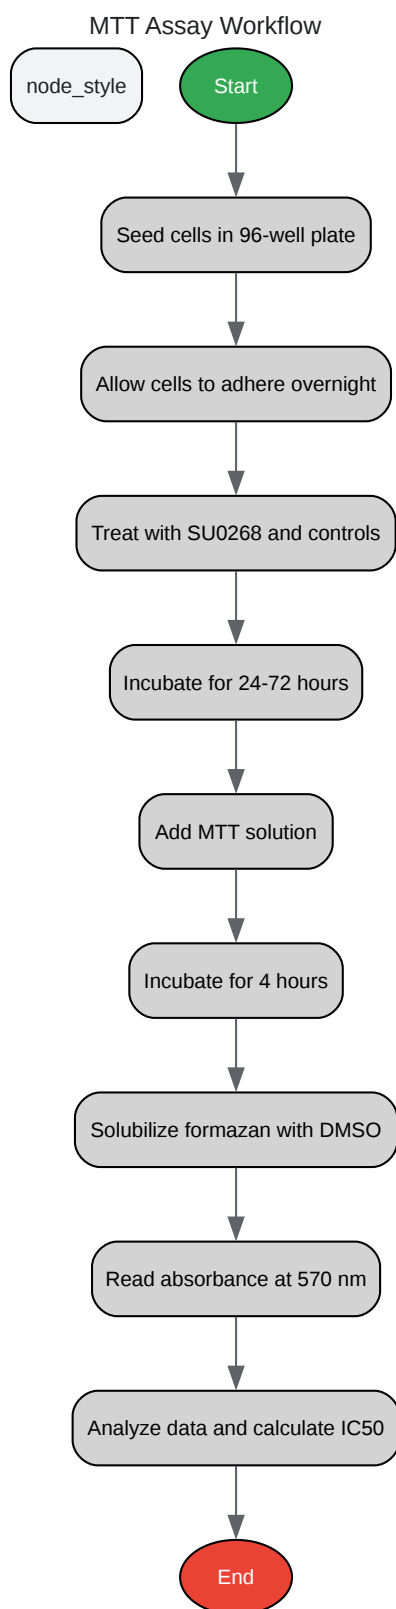 MTT Assay Workflow
node_style
Start
Seed cells in 96-well plate
Allow cells to adhere overnight
Treat with SU0268 and controls
Incubate for 24-72 hours
Add MTT solution
Incubate for 4 hours
Solubilize formazan with DMSO
Read absorbance at 570 nm
Analyze data and calculate IC50
End